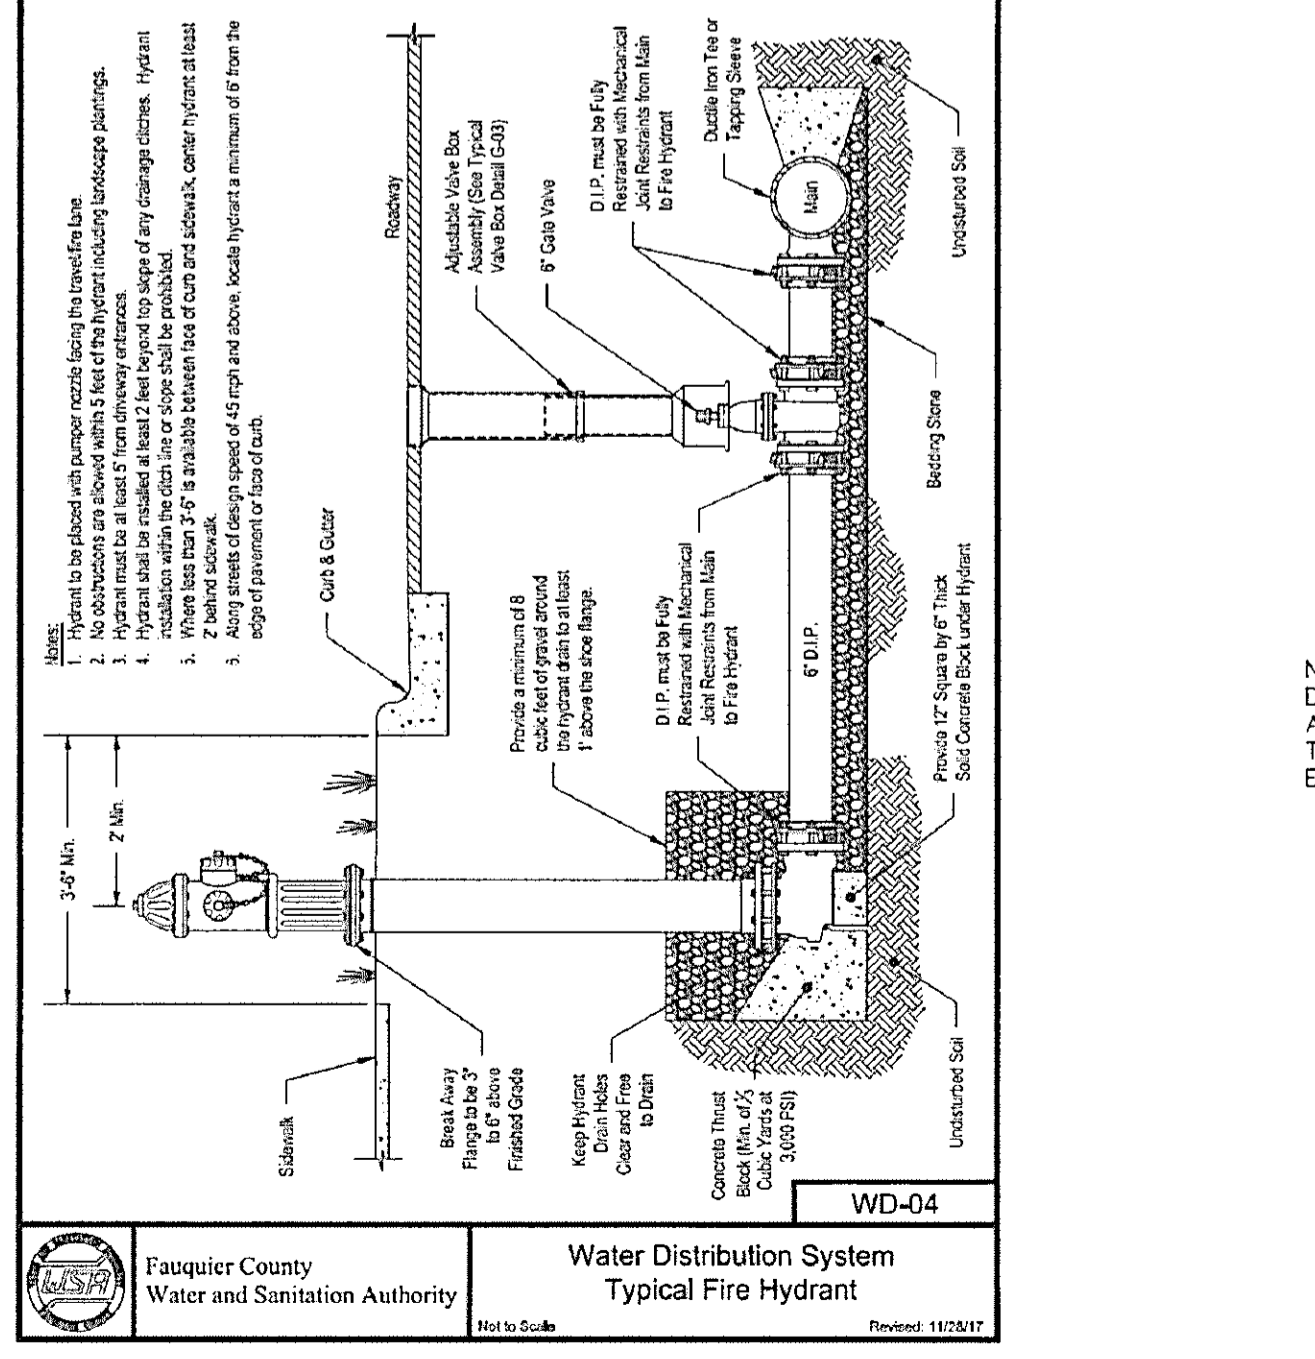 Notes:
1. Hydrant to be placed with pumper nozzle facing the travel fire lane.
2. No obstructions are allowed within 5 feet of the hydrant including landscape plantings.
3. Hydrant must be at least 5' from driveway entrances.
4. Hydrant shall be installed at least 2 feet beyond top slope of any drainage ditches. Hydrant
installation within the ditch line or slope shall be prohibited.
5. Where less than 3'-6" is available between face of curb and sidewalk, center hydrant at least
2' behind sidewalk.
6. Along streets of design speed of 45 mph and above, locate hydrant a minimum of 6' from the
edge of pavement or face of curb.
3'-6" Min.
2' Min.
Sidewalk
Curb & Gutter
Roadway
Break Away
Flange to be 3"
to 6" above
Finished Grade
Provide a minimum of 8
cubic feet of gravel around
the hydrant drain to at least
1' above the shoe flange.
Adjustable Valve Box
Assembly (See Typical
Valve Box Detail G-03)
6" Gate Valve
D.I.P. must be Fully
Restrained with Mechanical
Joint Restraints from Main
to Fire Hydrant
Ductile Iron Tee or
Tapping Sleeve
Keep Hydrant
Drain Holes
Clear and Free
to Drain
D.I.P. must be Fully
Restrained with Mechanical
Joint Restraints from Main
to Fire Hydrant
6" D.I.P.
Main
Concrete Thrust
Block (Min. of ⅓
Cubic Yards at
3,000 PSI)
Undisturbed Soil
Provide 12" Square by 6" Thick
Solid Concrete Block under Hydrant
Bedding Stone
Undisturbed Soil
WD-04
WSA
Fauquier County
Water and Sanitation Authority
Water Distribution System
Typical Fire Hydrant
Not to Scale
Revised: 11/28/17
N
D
A
T
E